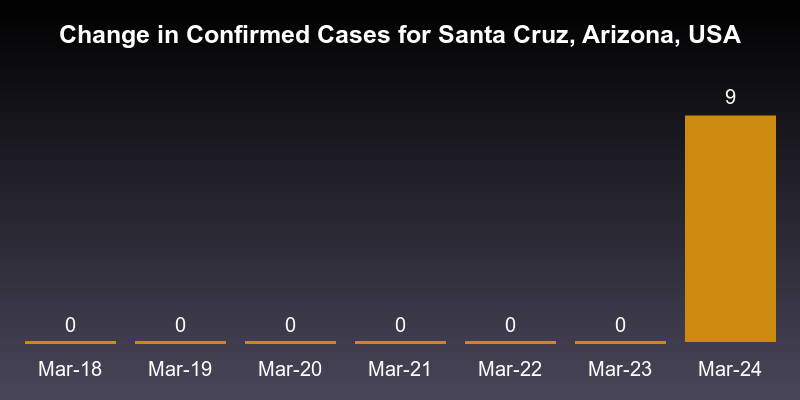 Change in Confirmed Cases for Santa Cruz, Arizona, USA
9
0 0 0 0 0 0
Mar-18 Mar-19 Mar-20 Mar-21 Mar-22 Mar-23 Mar-24